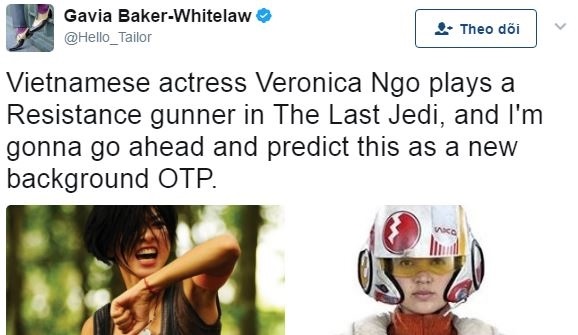 Gavia Baker-Whitelaw
@Hello_Tailor
Theo dõi
Vietnamese actress Veronica Ngo plays a
Resistance gunner in The Last Jedi, and I'm
gonna go ahead and predict this as a new
background OTP.